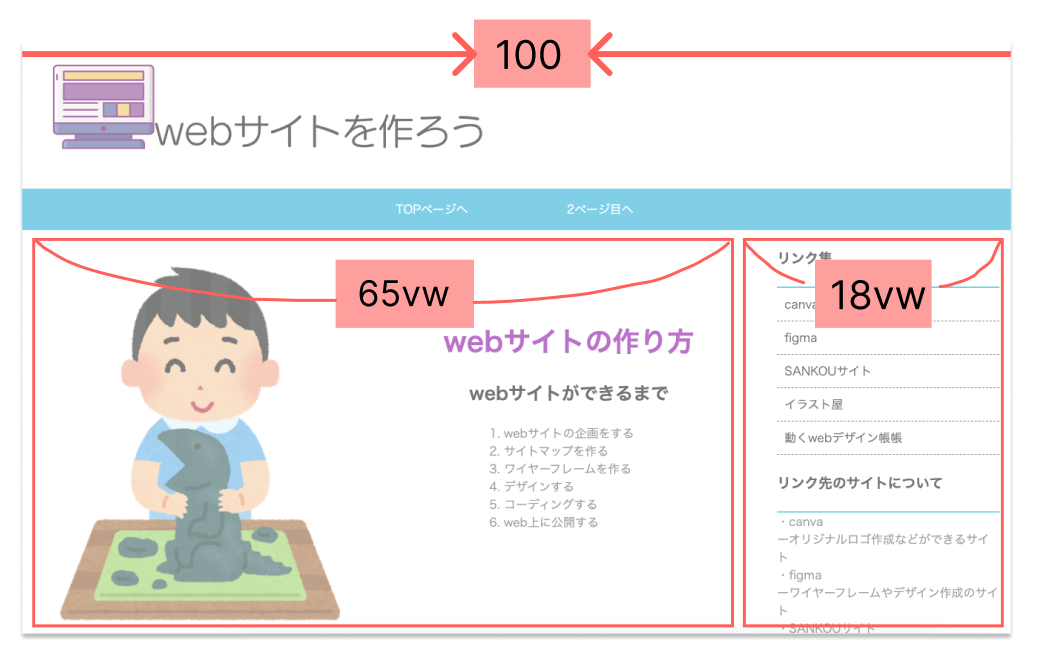 100
webサイトを作ろう
TOPページへ 2ページ目へ
65vw
18vw
webサイトの作り方
webサイトができるまで
1. webサイトの企画をする
2. サイトマップを作る
3. ワイヤーフレームを作る
4. デザインする
5. コーディングする
6. web上に公開する
リンク集
canva
figma
SANKOUサイト
イラスト屋
動くwebデザイン帳帳
リンク先のサイトについて
・canva
ーオリジナルロゴ作成などができるサイ
ト
・figma
ーワイヤーフレームやデザイン作成のサイ
ト
・SANKOUサイト